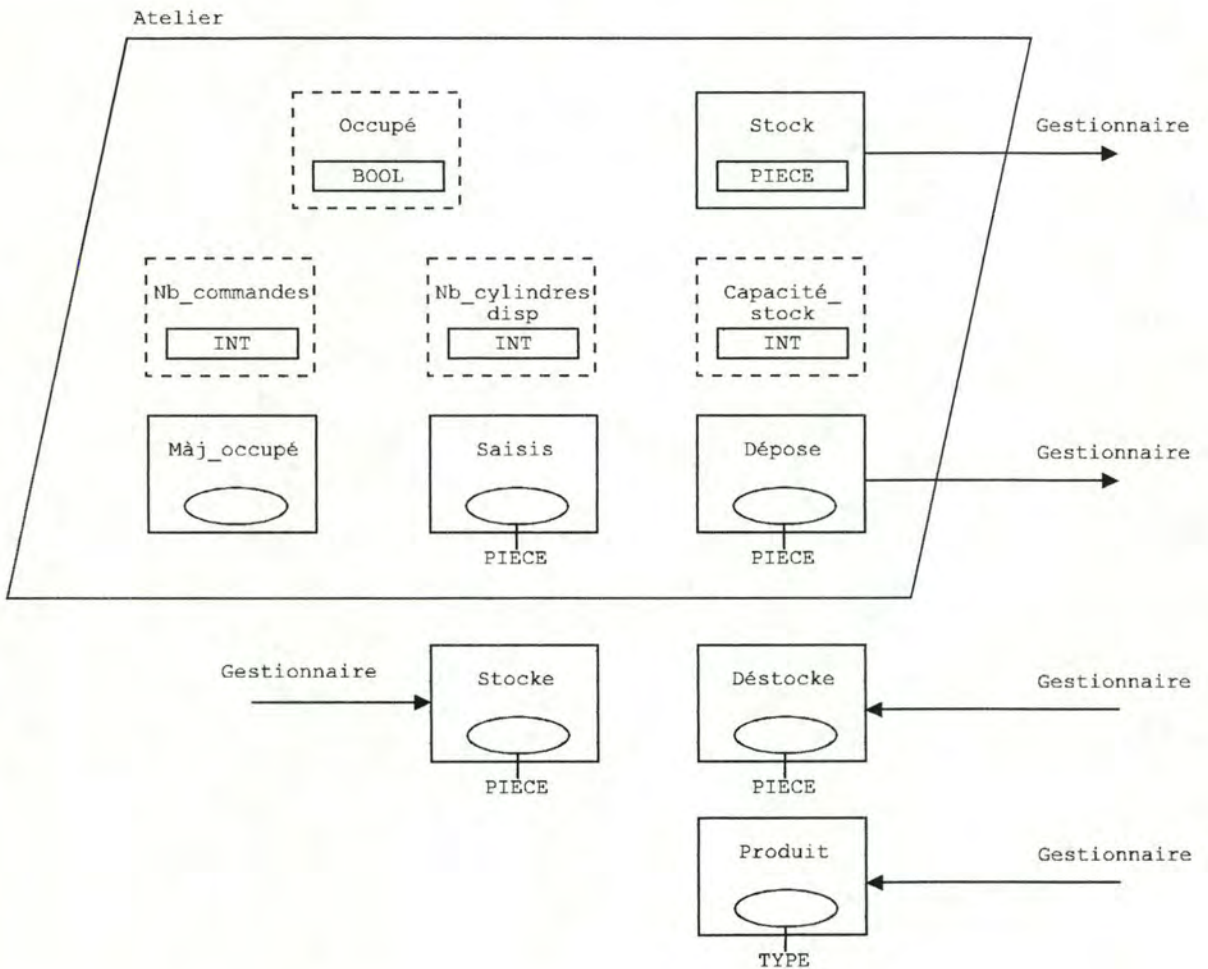 Atelier
Occupé
BOOL
Stock
PIECE
Gestionnaire
Nb_commandes
INT
Nb_cylindres
disp
INT
Capacité_
stock
INT
Màj_occupé
Saisis
PIECE
Dépose
PIECE
Gestionnaire
Gestionnaire
Stocke
PIECE
Déstocke
PIECE
Gestionnaire
Produit
TYPE
Gestionnaire